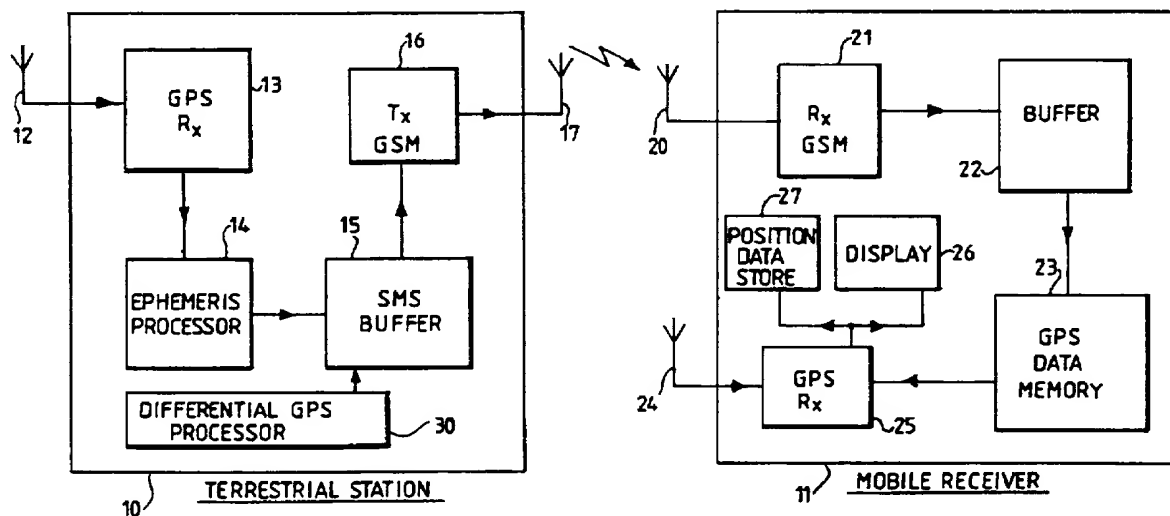 12
GPS
Rx
13
16
Tx
GSM
17
14
EPHEMERIS
PROCESSOR
15
SMS
BUFFER
DIFFERENTIAL GPS
PROCESSOR
30
10
TERRESTRIAL STATION
20
21
Rx
GSM
BUFFER
22
27
POSITION
DATA
STORE
DISPLAY
26
23
GPS
DATA
MEMORY
24
GPS
Rx
25
11
MOBILE RECEIVER